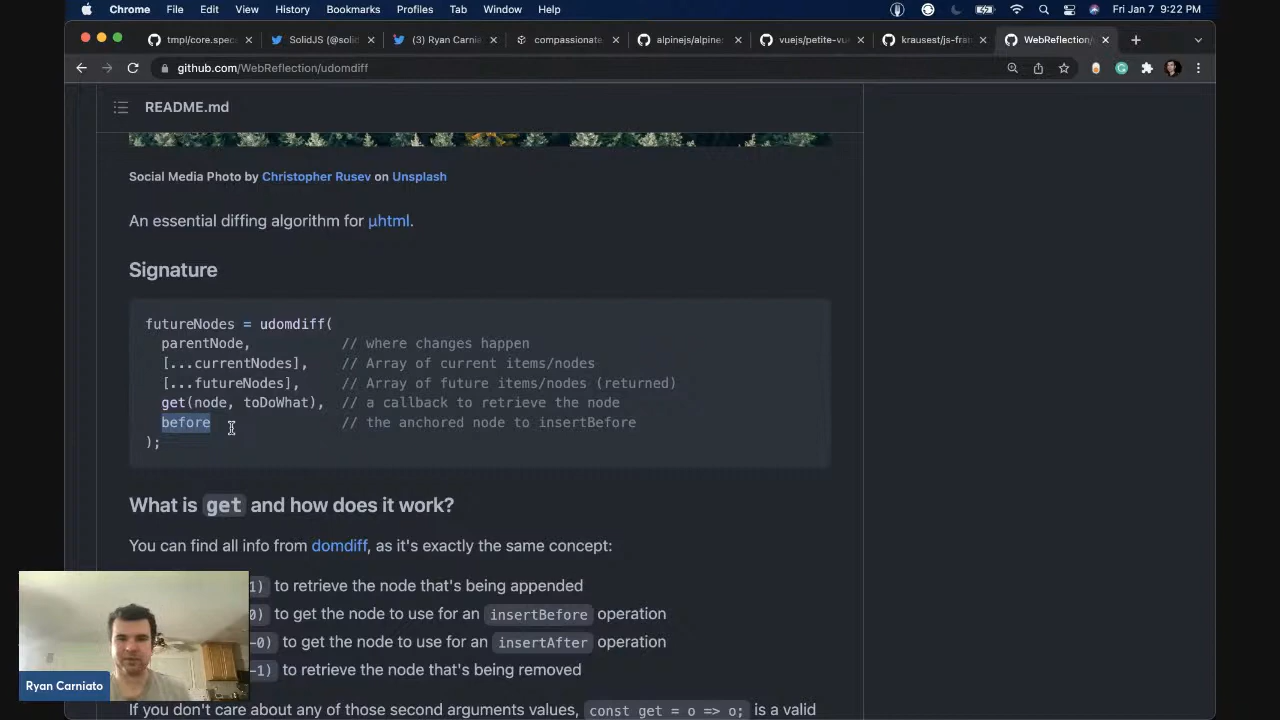 Chrome File Edit View History Bookmarks Profiles Tab Window Help Fri Jan 7 9:22 PM
tmpl/core.spec SolidJS (@solid (3) Ryan Carnia compassionate alpinejs/alpine vuejs/petite-vu krausest/js-fran WebReflection/
github.com/WebReflection/udomdiff
README.md
Social Media Photo by Christopher Rusev on Unsplash
An essential diffing algorithm for µhtml.
Signature
futureNodes = udomdiff(
parentNode, // where changes happen
[...currentNodes], // Array of current items/nodes
[...futureNodes], // Array of future items/nodes (returned)
get(node, toDoWhat), // a callback to retrieve the node
before // the anchored node to insertBefore
);
What is get and how does it work?
You can find all info from domdiff, as it's exactly the same concept:
1) to retrieve the node that's being appended
0) to get the node to use for an insertBefore operation
-0) to get the node to use for an insertAfter operation
-1) to retrieve the node that's being removed
If you don't care about any of those second arguments values, const get = o => o; is a valid
Ryan Carniato